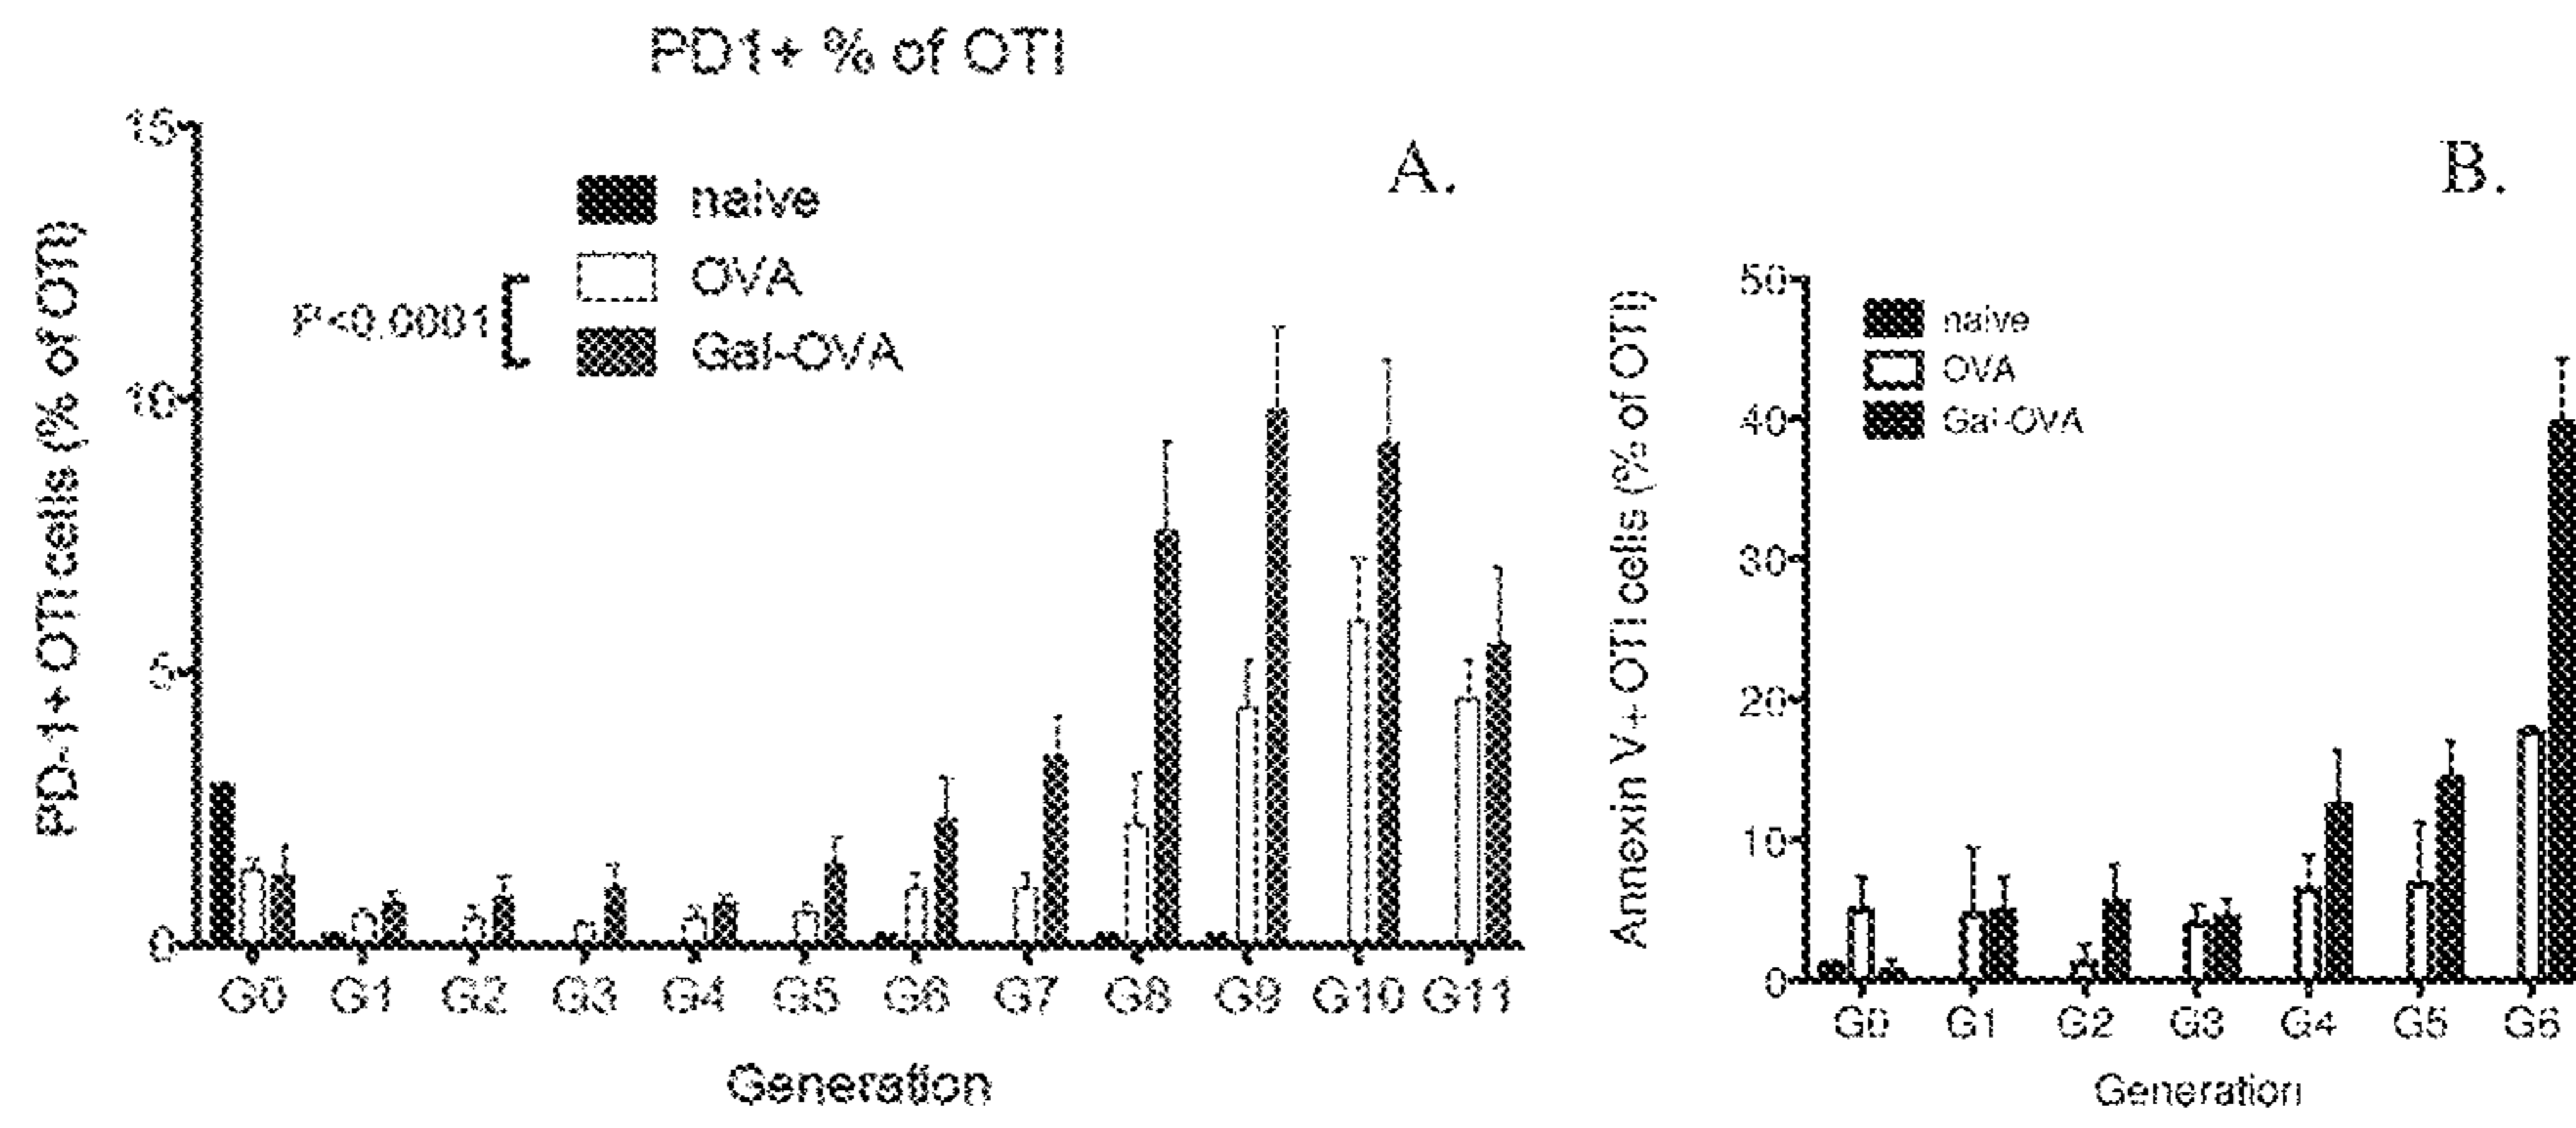 PD1+ % of OTI
A.
PD-1+ OTI cells (% of OTI)
15
10
5
0
naive
OVA
Gal-OVA
P<0.0001
G0 G1 G2 G3 G4 G5 G6 G7 G8 G9 G10 G11
Generation
B.
Annexin V+ OTI cells (% of OTI)
50
40
30
20
10
0
naive
OVA
Gal-OVA
G0 G1 G2 G3 G4 G5 G6
Generation